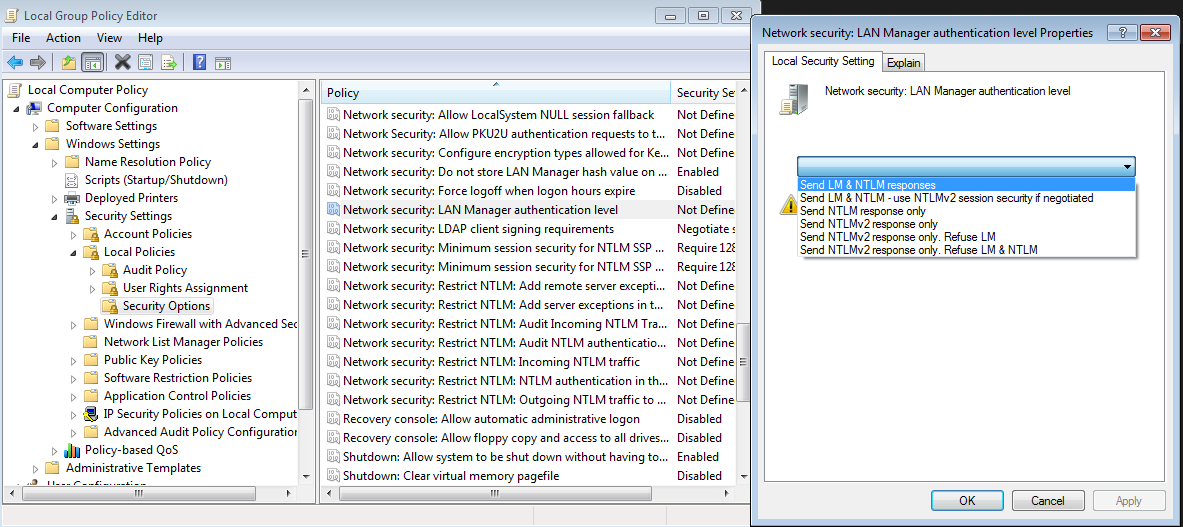 Local Group Policy Editor
File Action View Help
Local Computer Policy
Computer Configuration
Software Settings
Windows Settings
Name Resolution Policy
Scripts (Startup/Shutdown)
Deployed Printers
Security Settings
Account Policies
Local Policies
Audit Policy
User Rights Assignment
Security Options
Windows Firewall with Advanced Sec
Network List Manager Policies
Public Key Policies
Software Restriction Policies
Application Control Policies
IP Security Policies on Local Comput
Advanced Audit Policy Configuration
Policy-based QoS
Administrative Templates
User Configuration
Policy Security Se
Network security: Allow LocalSystem NULL session fallback Not Define
Network Security: Allow PKU2U authentication requests to t... Not Define
Network security: Configure encryption types allowed for Ke... Not Define
Network security: Do not store LAN Manager hash value on ... Enabled
Network security: Force logoff when logon hours expire Disabled
Network security: LAN Manager authentication level Not Define
Network security: LDAP client signing requirements Negotiate s
Network security: Minimum session security for NTLM SSP ... Require 128
Network security: Minimum session security for NTLM SSP ... Require 128
Network security: Restrict NTLM: Add remote server excepti... Not Define
Network security: Restrict NTLM: Add server exceptions in t... Not Define
Network security: Restrict NTLM: Audit Incoming NTLM Tra... Not Define
Network security: Restrict NTLM: Audit NTLM authenticatio... Not Define
Network security: Restrict NTLM: Incoming NTLM traffic Not Define
Network security: Restrict NTLM: NTLM authentication in th... Not Define
Network security: Restrict NTLM: Outgoing NTLM traffic to ... Not Define
Recovery console: Allow automatic administrative logon Disabled
Recovery console: Allow floppy copy and access to all drives... Disabled
Shutdown: Allow system to be shut down without having to... Enabled
Shutdown: Clear virtual memory pagefile Disabled
Network security: LAN Manager authentication level Properties
Local Security Setting Explain
Network security: LAN Manager authentication level
Send LM & NTLM responses
Send LM & NTLM - use NTLMv2 session security if negotiated
Send NTLM response only
Send NTLMv2 response only
Send NTLMv2 response only. Refuse LM
Send NTLMv2 response only. Refuse LM & NTLM
OK Cancel Apply